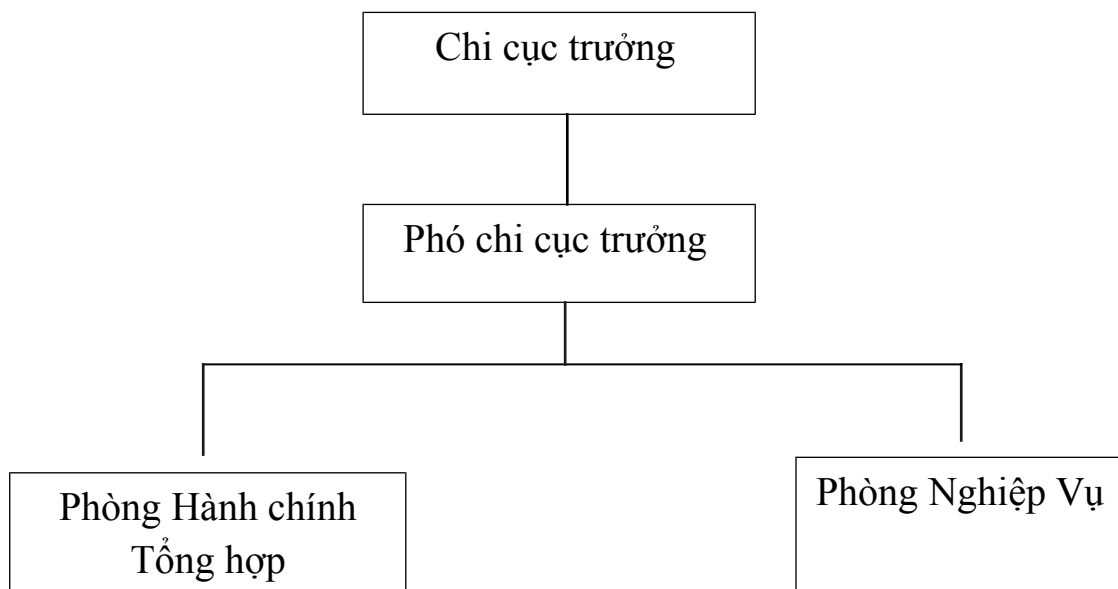 Chi cục trưởng
Phó chi cục trưởng
Phòng Hành chính
Tổng hợp
Phòng Nghiệp Vụ